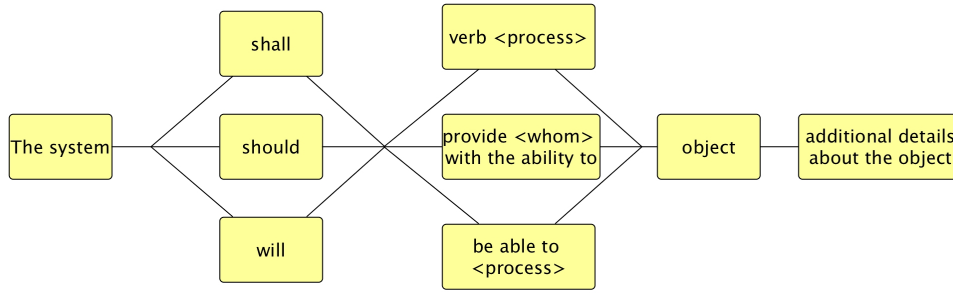 The system
shall
should
will
verb <process>
provide <whom>
with the ability to
be able to
<process>
object
additional details
about the object